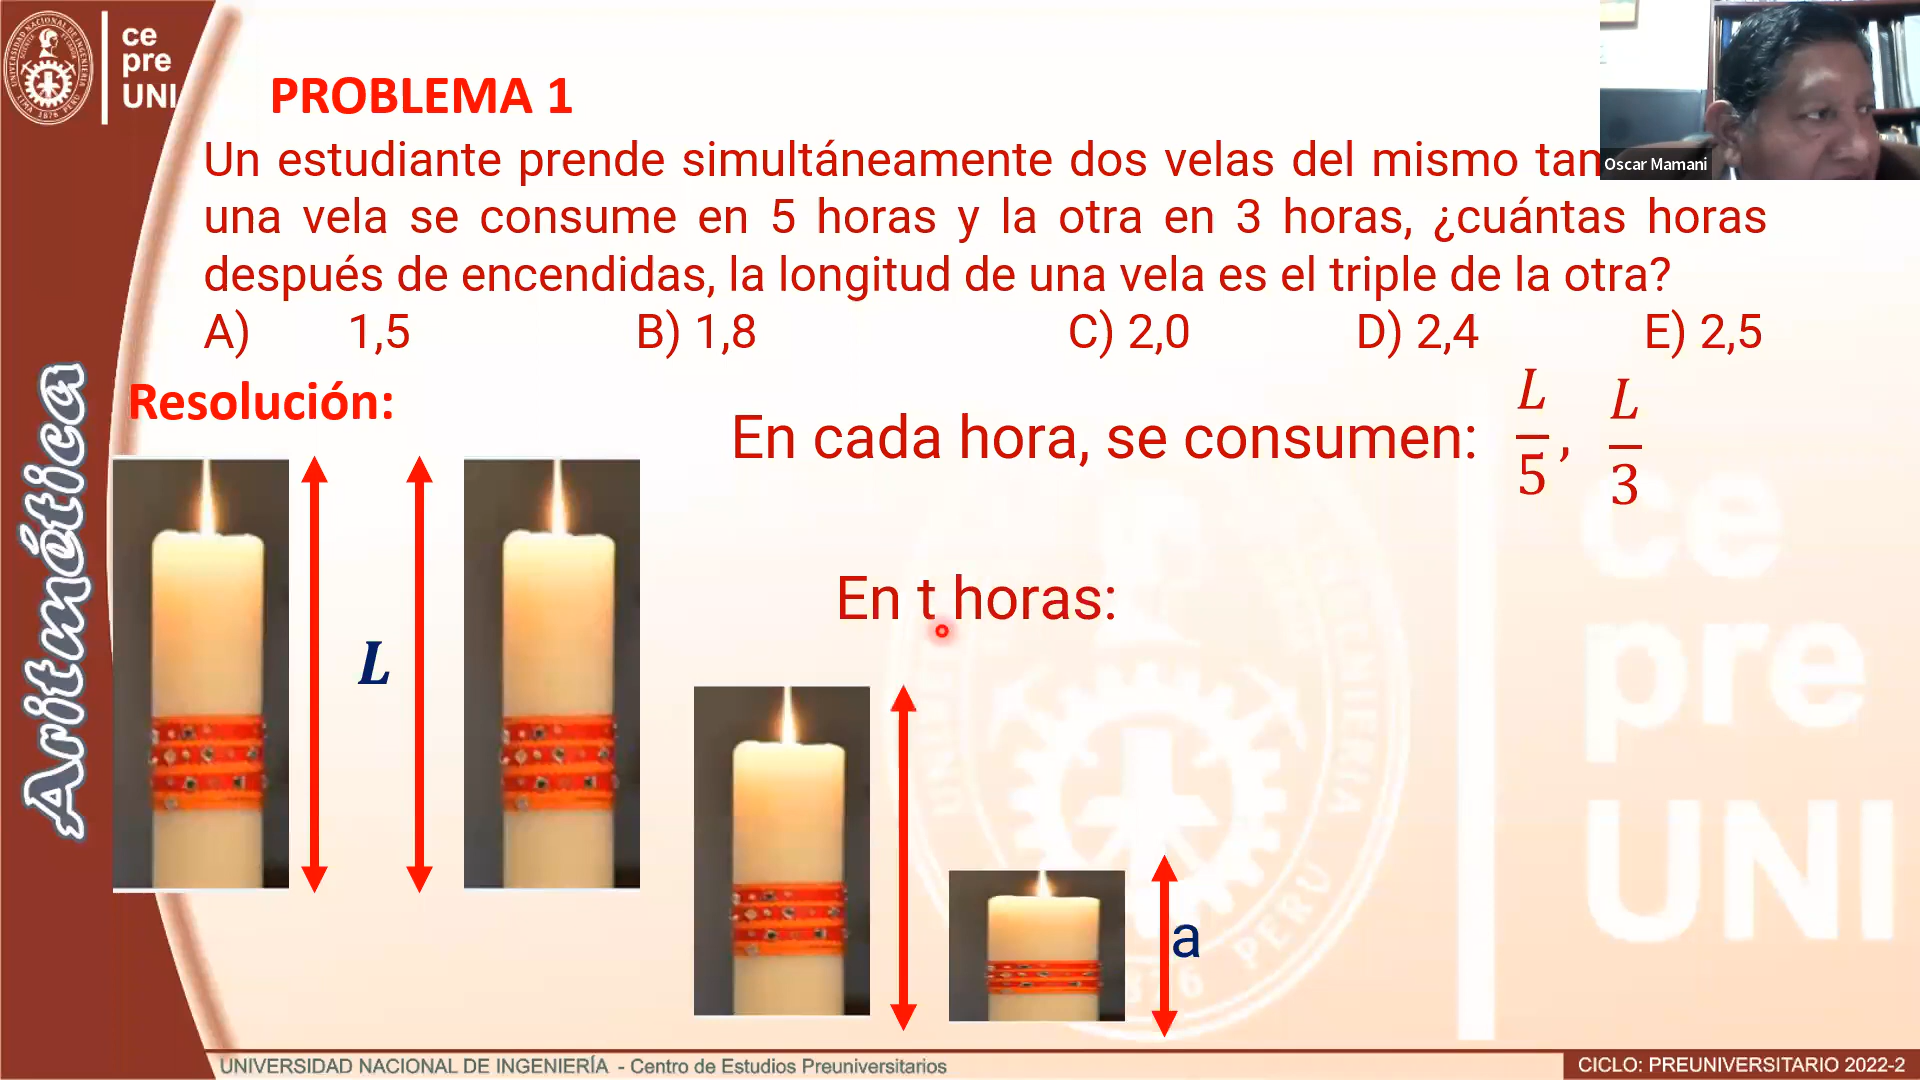 ce
pre
UNI
PROBLEMA 1
Un estudiante prende simultáneamente dos velas del mismo
una vela se consume en 5 horas y la otra en 3 horas, ¿cuántas horas
después de encendidas, la longitud de una vela es el triple de la otra?
A) 1,5 B) 1,8 C) 2,0 D) 2,4 E) 2,5
Oscar Mamani
Resolución:
En cada hora, se consumen: L/5, L/3
En t horas:
L
a
Aritmética
ce
pre
UNI
UNIVERSIDAD NACIONAL DE INGENIERÍA - Centro de Estudios Preuniversitarios
CICLO: PREUNIVERSITARIO 2022-2